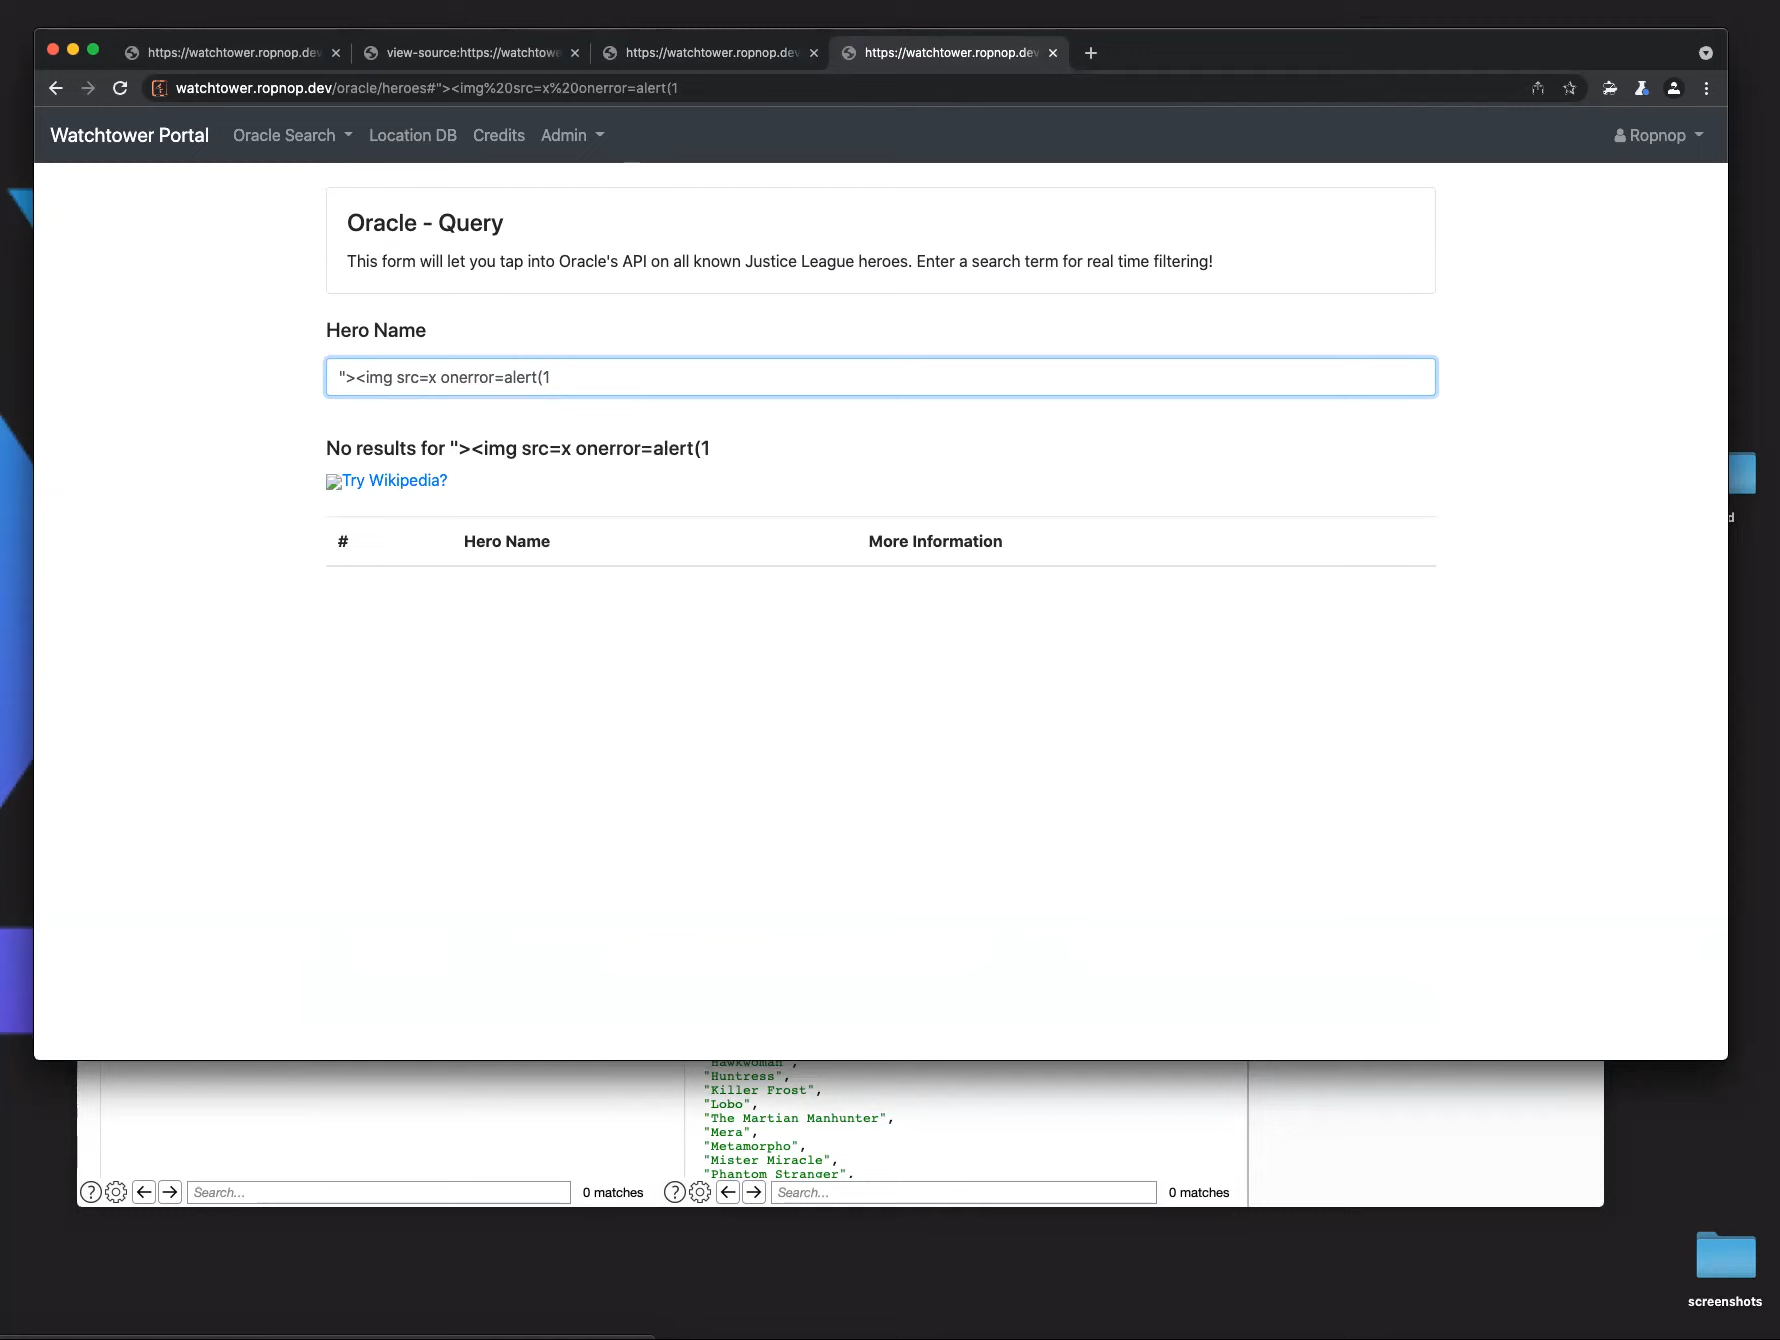 https://watchtower.ropnop.dev view-source:https://watchtowe https://watchtower.ropnop.dev https://watchtower.ropnop.dev
watchtower.ropnop.dev/oracle/heroes#"><img%20src=x%20onerror=alert(1
Watchtower Portal Oracle Search Location DB Credits Admin Ropnop
Oracle - Query
This form will let you tap into Oracle's API on all known Justice League heroes. Enter a search term for real time filtering!
Hero Name
"><img src=x onerror=alert(1
No results for "><img src=x onerror=alert(1
Try Wikipedia?
# Hero Name More Information
d
"Hawkwoman",
"Huntress",
"Killer Frost",
"Lobo",
"The Martian Manhunter",
"Mera",
"Metamorpho",
"Mister Miracle",
"Phantom Stranger",
? Search... 0 matches ? Search... 0 matches
screenshots